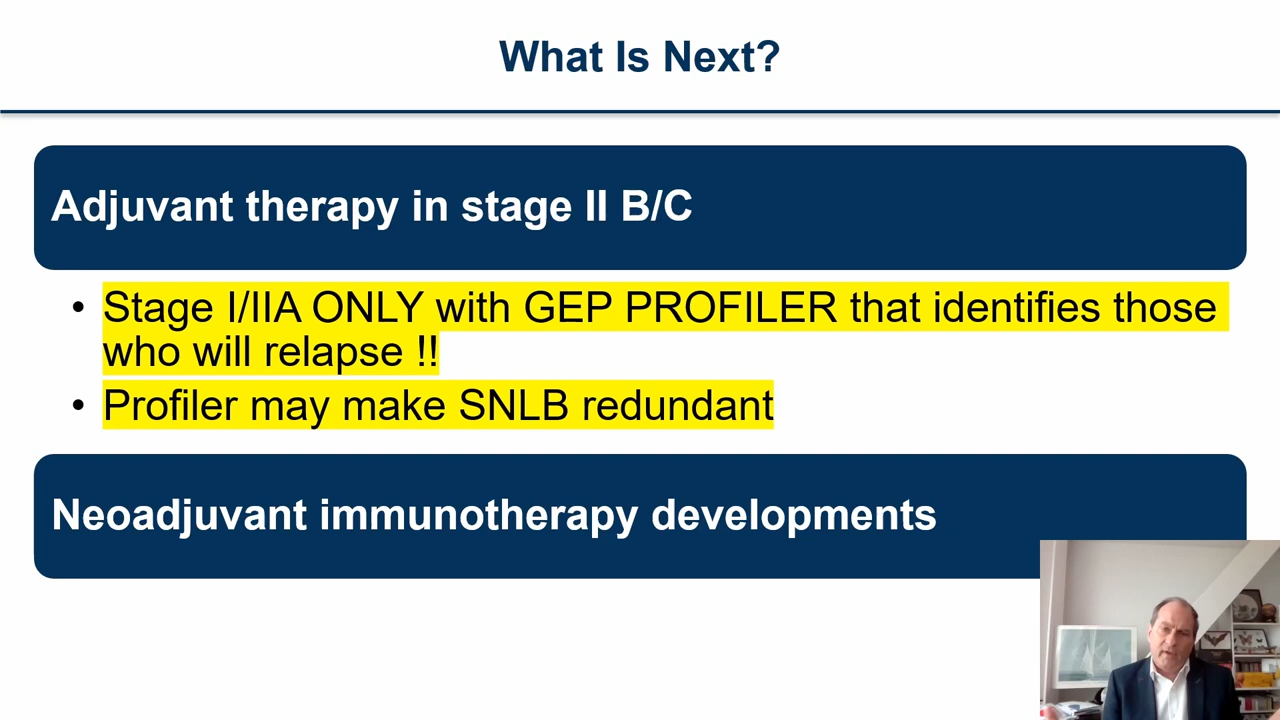 What Is Next?
Adjuvant therapy in stage II B/C
• Stage I/IIA ONLY with GEP PROFILER that identifies those
who will relapse !!
• Profiler may make SNLB redundant
Neoadjuvant immunotherapy developments